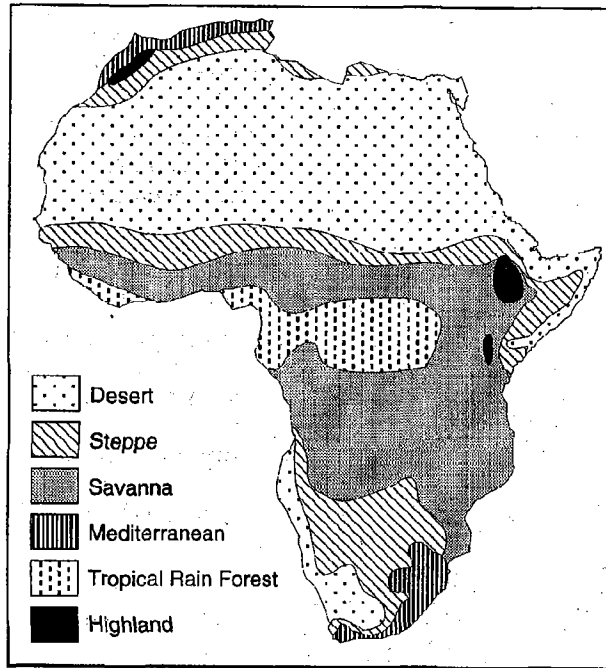 Desert
Steppe
Savanna
Mediterranean
Tropical Rain Forest
Highland